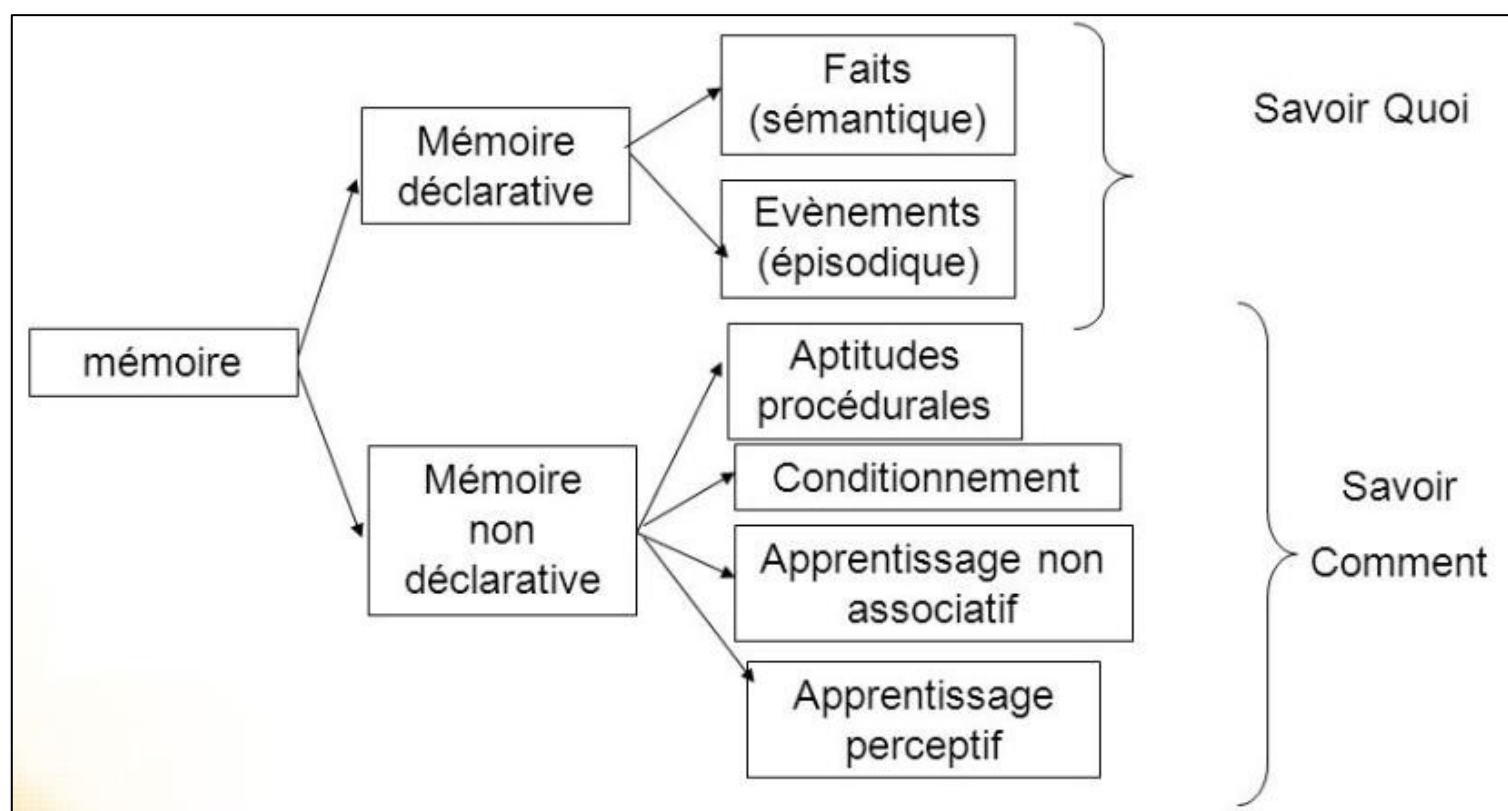 Faits
(sémantique)
Savoir Quoi
Mémoire
déclarative
Evènements
(épisodique)
mémoire
Aptitudes
procédurales
Mémoire
non
déclarative
Conditionnement
Apprentissage non
associatif
Apprentissage
perceptif
Savoir
Comment